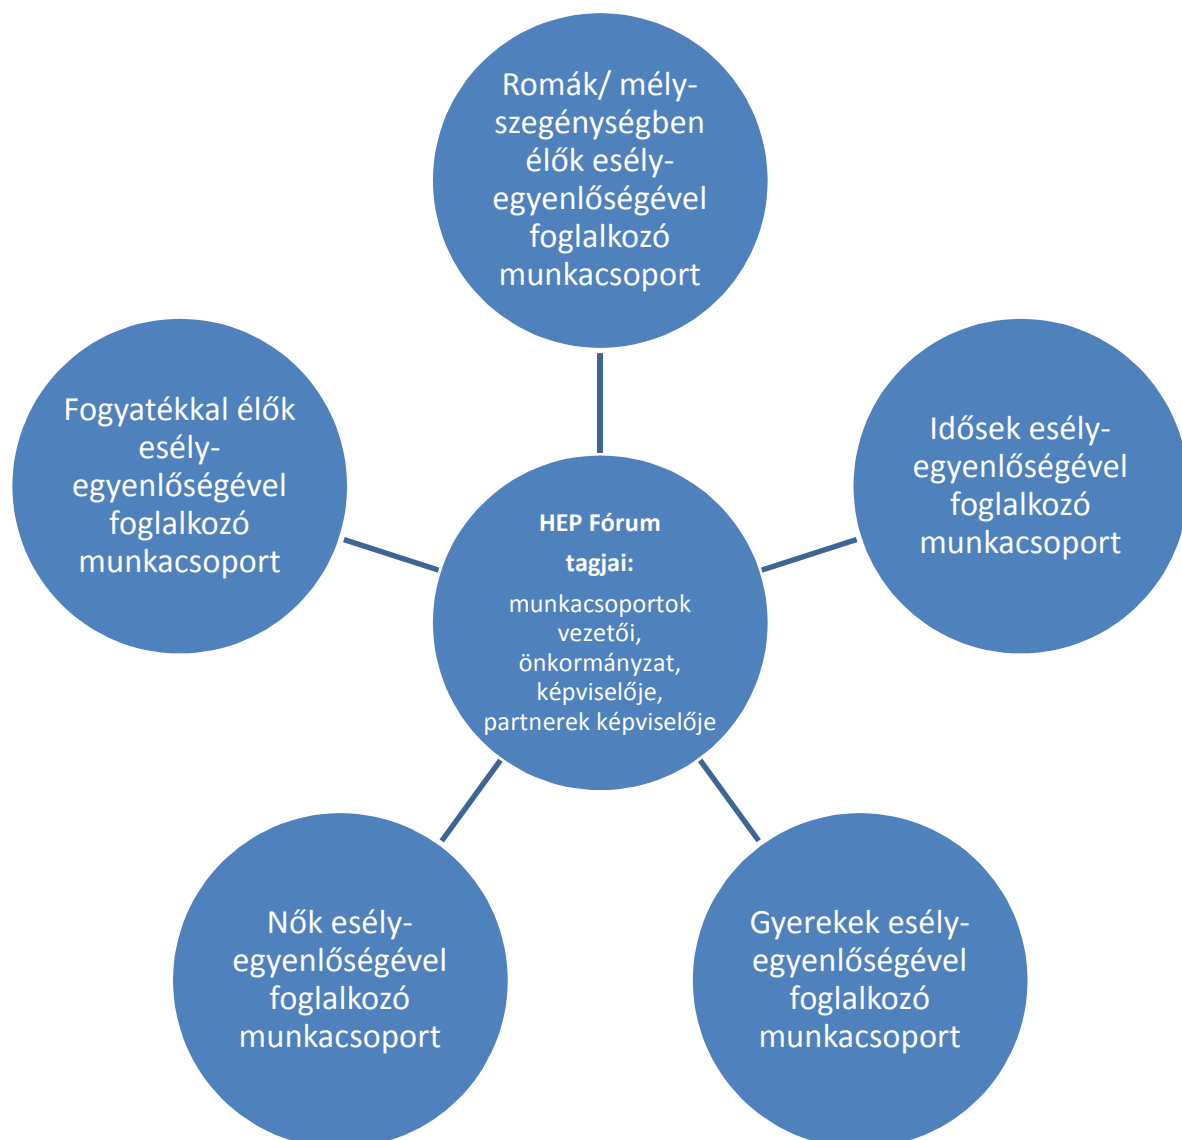 Romák/ mély-
szegénységben
élők esély-
egyenlőségével
foglalkozó
munkacsoport
Fogyatékkal élők
esély-
egyenlőségével
foglalkozó
munkacsoport
Idősek esély-
egyenlőségével
foglalkozó
munkacsoport
HEP Fórum
tagjai:
munkacsoportok
vezetői,
önkormányzat,
képviselője,
partnerek képviselője
Nők esély-
egyenlőségével
foglalkozó
munkacsoport
Gyerekek esély-
egyenlőségével
foglalkozó
munkacsoport